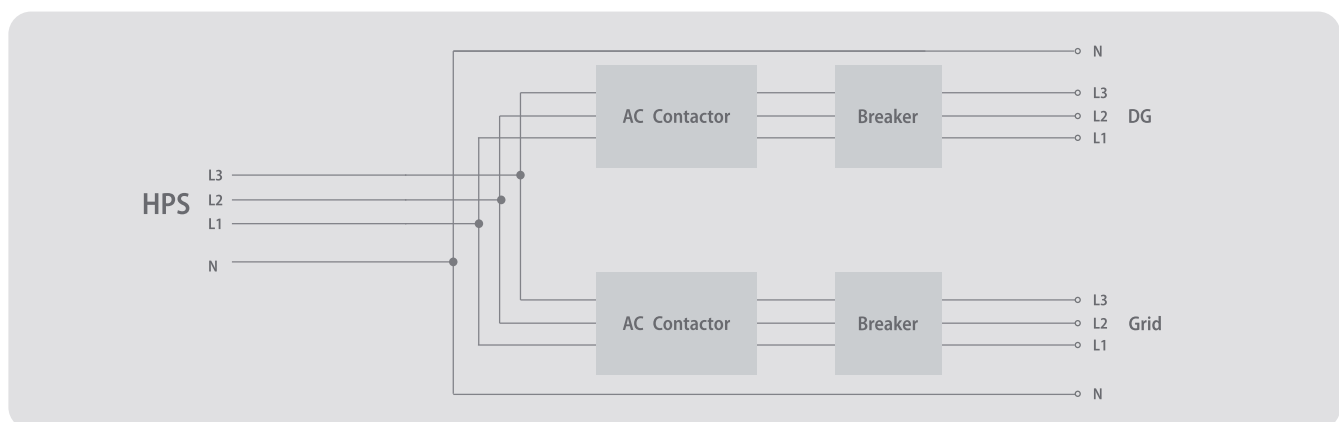 N
L3
AC Contactor Breaker L2 DG
L1
L3
HPS L2
L1
N
L3
AC Contactor Breaker L2 Grid
L1
N